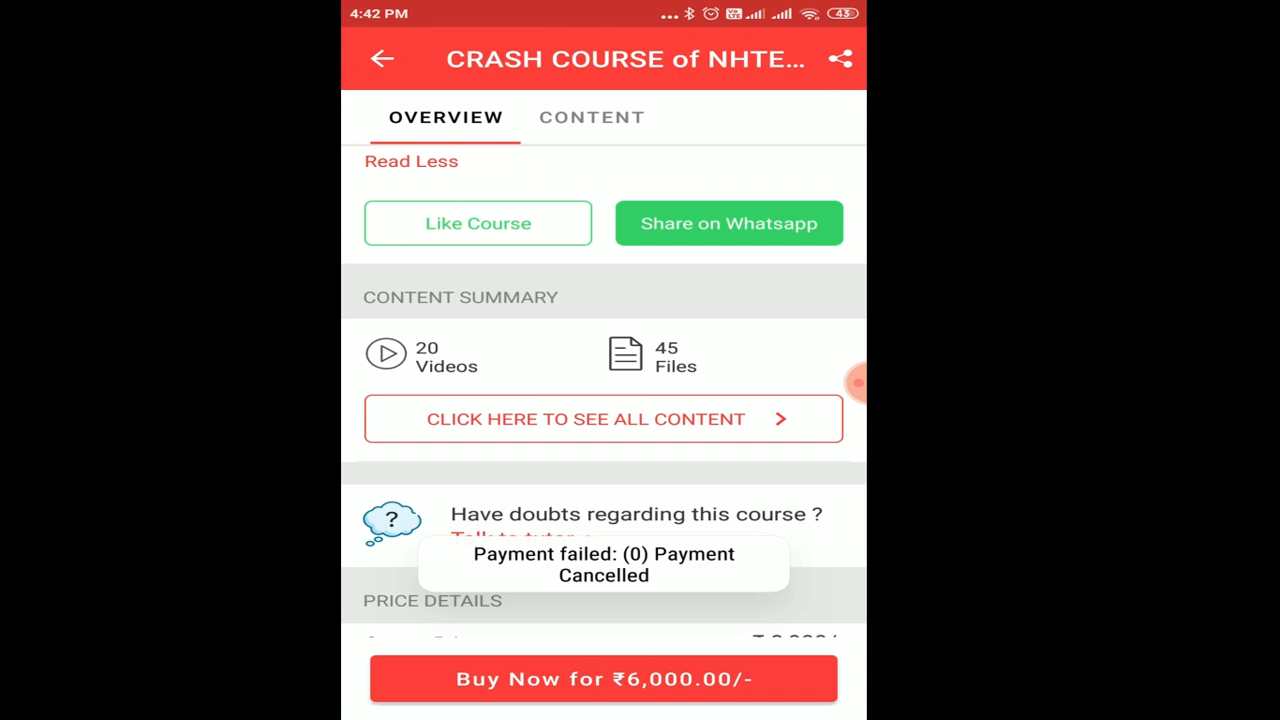 4:42 PM
Vo LTE
43
CRASH COURSE of NHTE...
OVERVIEW
CONTENT
Read Less
Like Course
Share on Whatsapp
CONTENT SUMMARY
20
Videos
45
Files
CLICK HERE TO SEE ALL CONTENT
?
Have doubts regarding this course ?
Payment failed: (0) Payment
Cancelled
PRICE DETAILS
Buy Now for ₹6,000.00/-